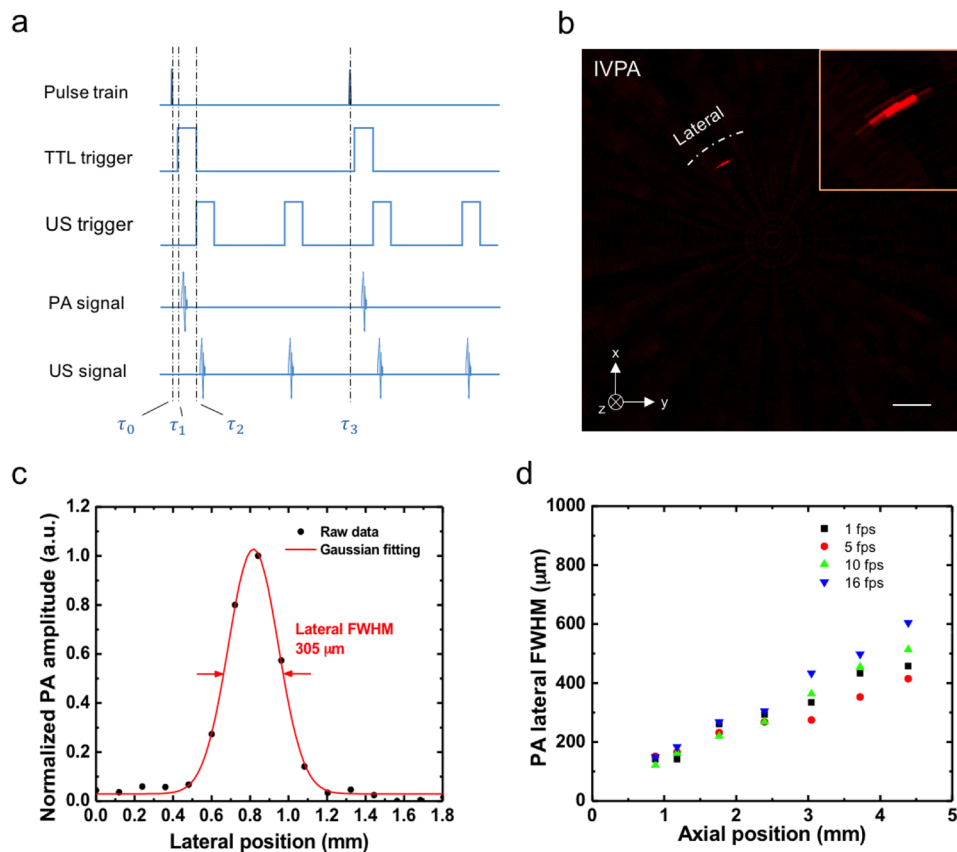 a
Pulse train
TTL trigger
US trigger
PA signal
US signal
τ0
τ1
τ2
τ3
b
IVPA
Lateral
x
z
y
c
Normalized PA amplitude (a.u.)
1.2
1.0
0.8
0.6
0.4
0.2
0.0
Raw data
Gaussian fitting
Lateral FWHM
305 μm
0.0 0.2 0.4 0.6 0.8 1.0 1.2 1.4 1.6 1.8
Lateral position (mm)
d
PA lateral FWHM (μm)
1000
800
600
400
200
0
1 fps
5 fps
10 fps
16 fps
0 1 2 3 4 5
Axial position (mm)